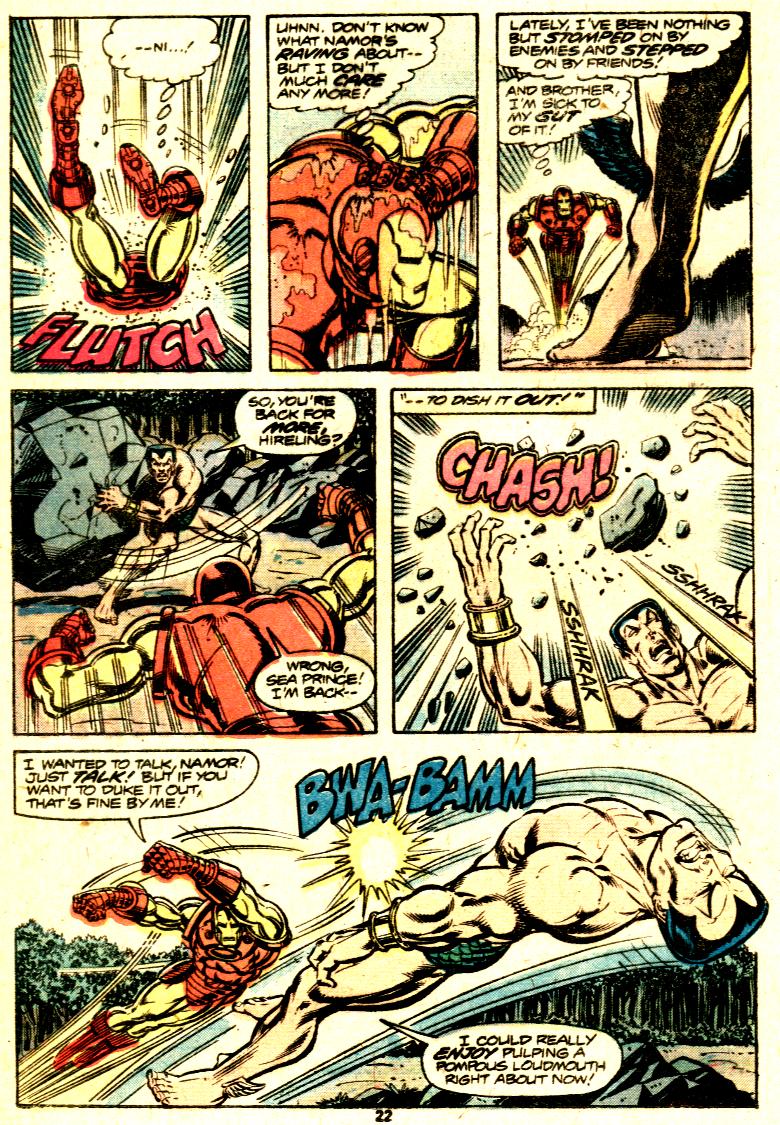 --NI...!
FLUTCH
UHNN. DON'T KNOW
WHAT NAMOR'S
RAVING ABOUT--
BUT I DON'T
MUCH CARE
ANY MORE!
LATELY, I'VE BEEN NOTHING
BUT STOMPED ON BY
ENEMIES AND STEPPED
ON BY FRIENDS!
AND BROTHER,
I'M SICK TO
MY GUT
OF IT!
SO, YOU'RE
BACK FOR
MORE,
HIRELING?
WRONG,
SEA PRINCE!
I'M BACK--
"--TO DISH IT OUT!"
CHASH!
SSHHRAK
SSHHRAK
I WANTED TO TALK, NAMOR!
JUST TALK! BUT IF YOU
WANT TO DUKE IT OUT,
THAT'S FINE BY ME!
BWA-BAMM
I COULD REALLY
ENJOY PULPING A
POMPOUS LOUDMOUTH
RIGHT ABOUT NOW!
22